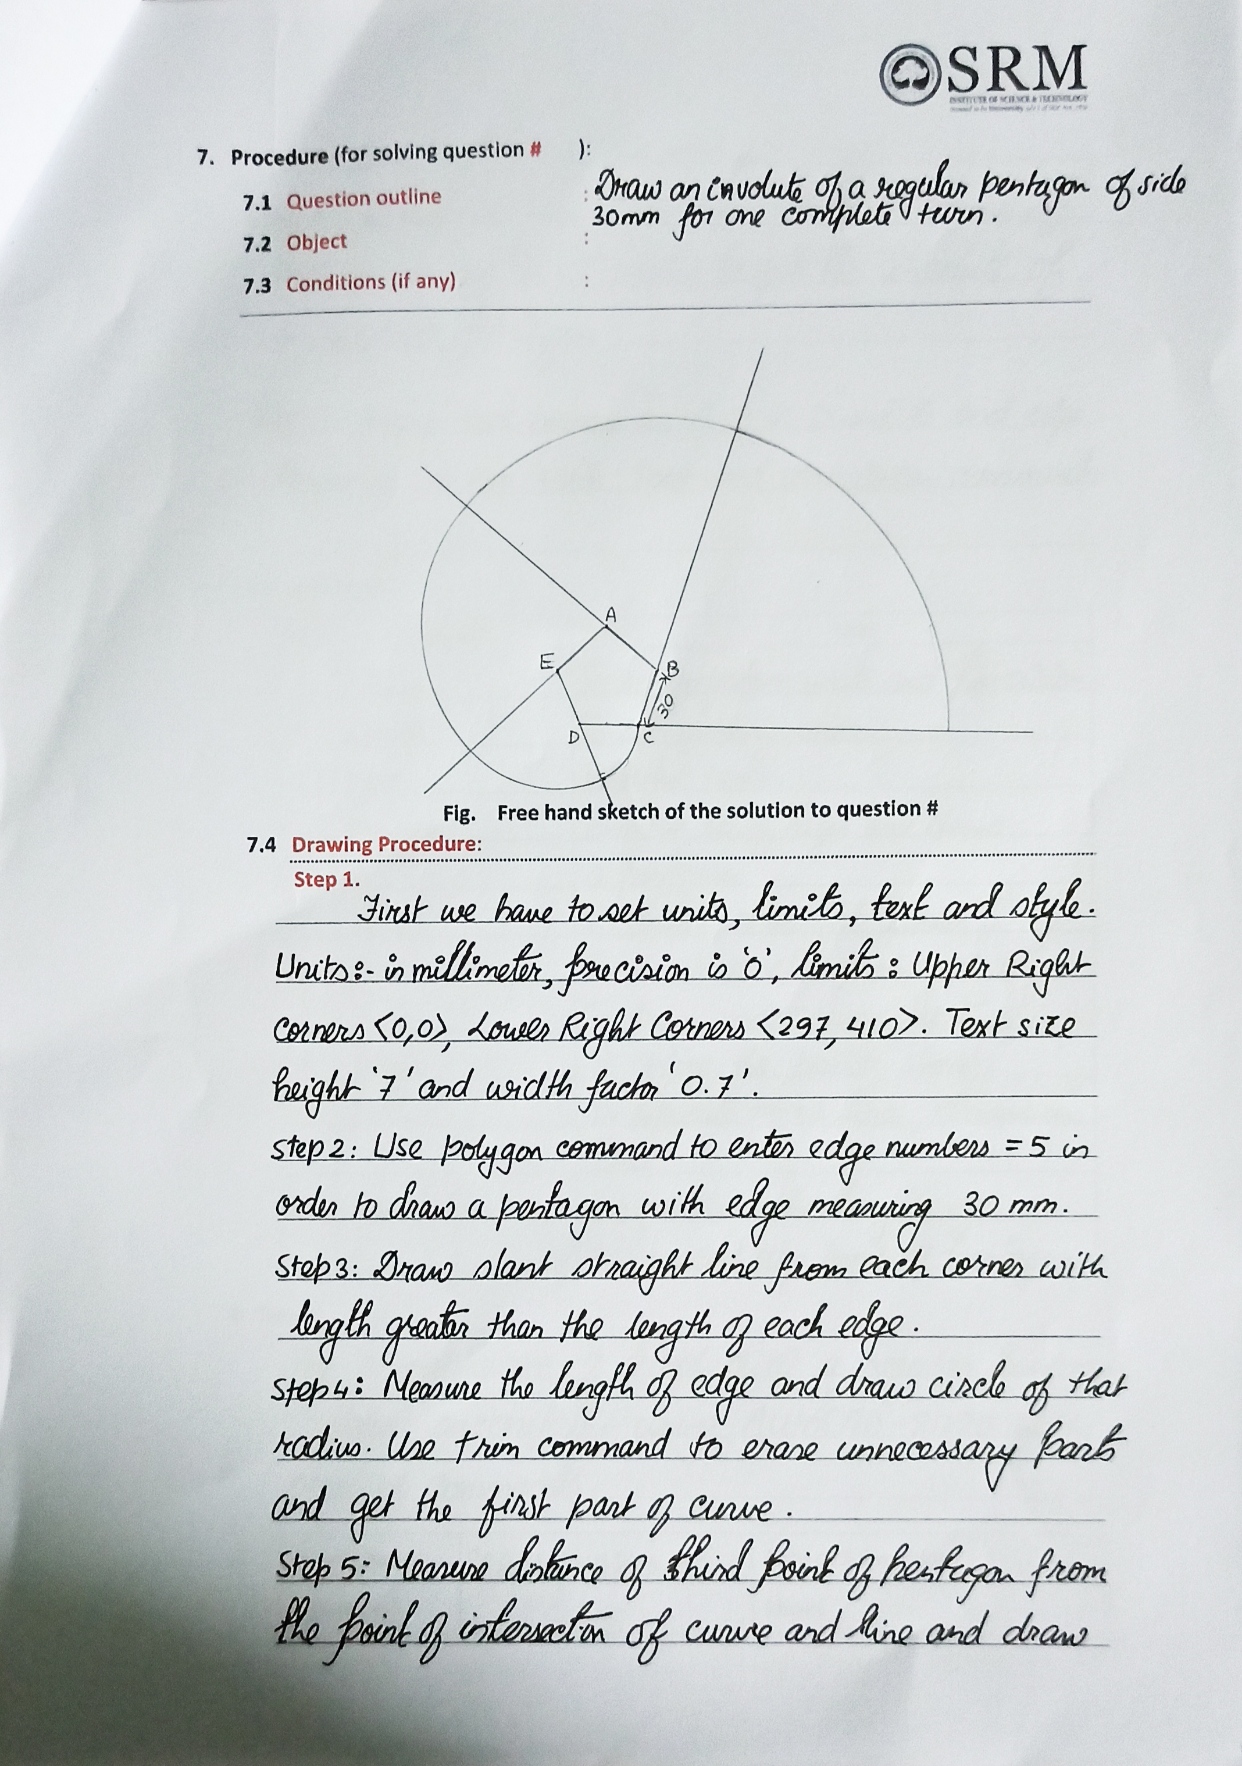 SRM
INSTITUTE OF SCIENCE & TECHNOLOGY
7. Procedure (for solving question # ):
7.1 Question outline : Draw an involute of a regular pentagon of side
30mm for one complete turn.
7.2 Object :
7.3 Conditions (if any) :
A
E
B
30
D
C
Fig. Free hand sketch of the solution to question #
7.4 Drawing Procedure:
Step 1.
First we have to set units, limits, text and style.
Units:- in millimeter, precision is '0', limits: Upper Right
Corners <0,0>, Lower Right Corners <297,410>. Text size
height '7' and width factor '0.7'.
Step 2: Use polygon command to enter edge numbers = 5 in
order to draw a pentagon with edge measuring 30 mm.
Step 3: Draw slant straight line from each corner with
length greater than the length of each edge.
Step 4: Measure the length of edge and draw circle of that
radius. Use trim command to erase unnecessary parts
and get the first part of curve.
Step 5: Measure distance of third point of pentagon from
the point of intersection of curve and line and draw